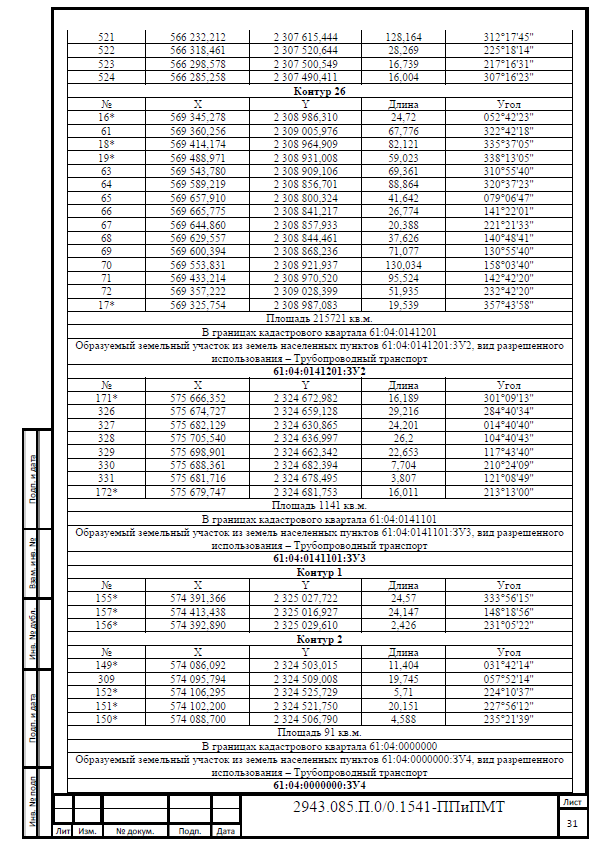 521 566 232,212 2 307 615,444 128,164 312°17'45"
522 566 318,461 2 307 520,644 28,269 225°18'14"
523 566 298,578 2 307 500,549 16,739 217°16'31"
524 566 285,258 2 307 490,411 16,004 307°16'23"
Контур 26
№ X Y Длина Угол
16* 569 345,278 2 308 986,310 24,72 052°42'23"
61 569 360,256 2 309 005,976 67,776 322°42'18"
18* 569 414,174 2 308 964,909 82,121 335°37'05"
19* 569 488,971 2 308 931,008 59,023 338°13'05"
63 569 543,780 2 308 909,106 69,361 310°55'40"
64 569 589,219 2 308 856,701 88,864 320°37'23"
65 569 657,910 2 308 800,324 41,642 079°06'47"
66 569 665,775 2 308 841,217 26,774 141°22'01"
67 569 644,860 2 308 857,933 20,388 221°21'33"
68 569 629,557 2 308 844,461 37,626 140°48'41"
69 569 600,394 2 308 868,236 71,077 130°55'40"
70 569 553,831 2 308 921,937 130,034 158°03'40"
71 569 433,214 2 308 970,520 95,524 142°42'20"
72 569 357,222 2 309 028,399 51,935 232°42'20"
17* 569 325,754 2 308 987,083 19,539 357°43'58"
Площадь 215721 кв.м.
В границах кадастрового квартала 61:04:0141201
Образуемый земельный участок из земель населенных пунктов 61:04:0141201:ЗУ2, вид разрешенного
использования – Трубопроводный транспорт
61:04:0141201:ЗУ2
№ X Y Длина Угол
171* 575 666,352 2 324 672,982 16,189 301°09'13"
326 575 674,727 2 324 659,128 29,216 284°40'34"
327 575 682,129 2 324 630,865 24,201 014°40'40"
328 575 705,540 2 324 636,997 26,2 104°40'43"
329 575 698,901 2 324 662,342 22,653 117°43'40"
330 575 688,361 2 324 682,394 7,704 210°24'09"
331 575 681,716 2 324 678,495 3,807 121°08'49"
172* 575 679,747 2 324 681,753 16,011 213°13'00"
Площадь 1141 кв.м.
В границах кадастрового квартала 61:04:0141101
Образуемый земельный участок из земель населенных пунктов 61:04:0141101:ЗУ3, вид разрешенного
использования – Трубопроводный транспорт
61:04:0141101:ЗУ3
Контур 1
№ X Y Длина Угол
155* 574 391,366 2 325 027,722 24,57 333°56'15"
157* 574 413,438 2 325 016,927 24,147 148°18'56"
156* 574 392,890 2 325 029,610 2,426 231°05'22"
Контур 2
№ X Y Длина Угол
149* 574 086,092 2 324 503,015 11,404 031°42'14"
309 574 095,794 2 324 509,008 19,745 057°52'14"
152* 574 106,295 2 324 525,729 5,71 224°10'37"
151* 574 102,200 2 324 521,750 20,151 227°56'12"
150* 574 088,700 2 324 506,790 4,588 235°21'39"
Площадь 91 кв.м.
В границах кадастрового квартала 61:04:0000000
Образуемый земельный участок из земель населенных пунктов 61:04:0000000:ЗУ4, вид разрешенного
использования – Трубопроводный транспорт
61:04:0000000:ЗУ4
Подп. и дата
Взам. инв. №
Инв. № дубл.
Подп. и дата
Инв. № подп
Лит Изм. № докум. Подп. Дата
2943.085.П.0/0.1541-ППиПМТ
Лист
31